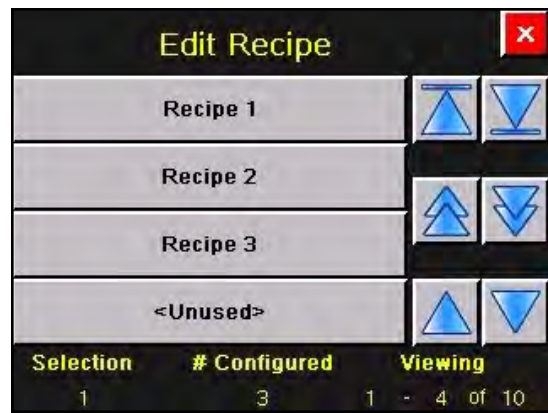 Edit Recipe
Recipe 1
Recipe 2
Recipe 3
<Unused>
Selection # Configured Viewing
1 3 1 - 4 of 10